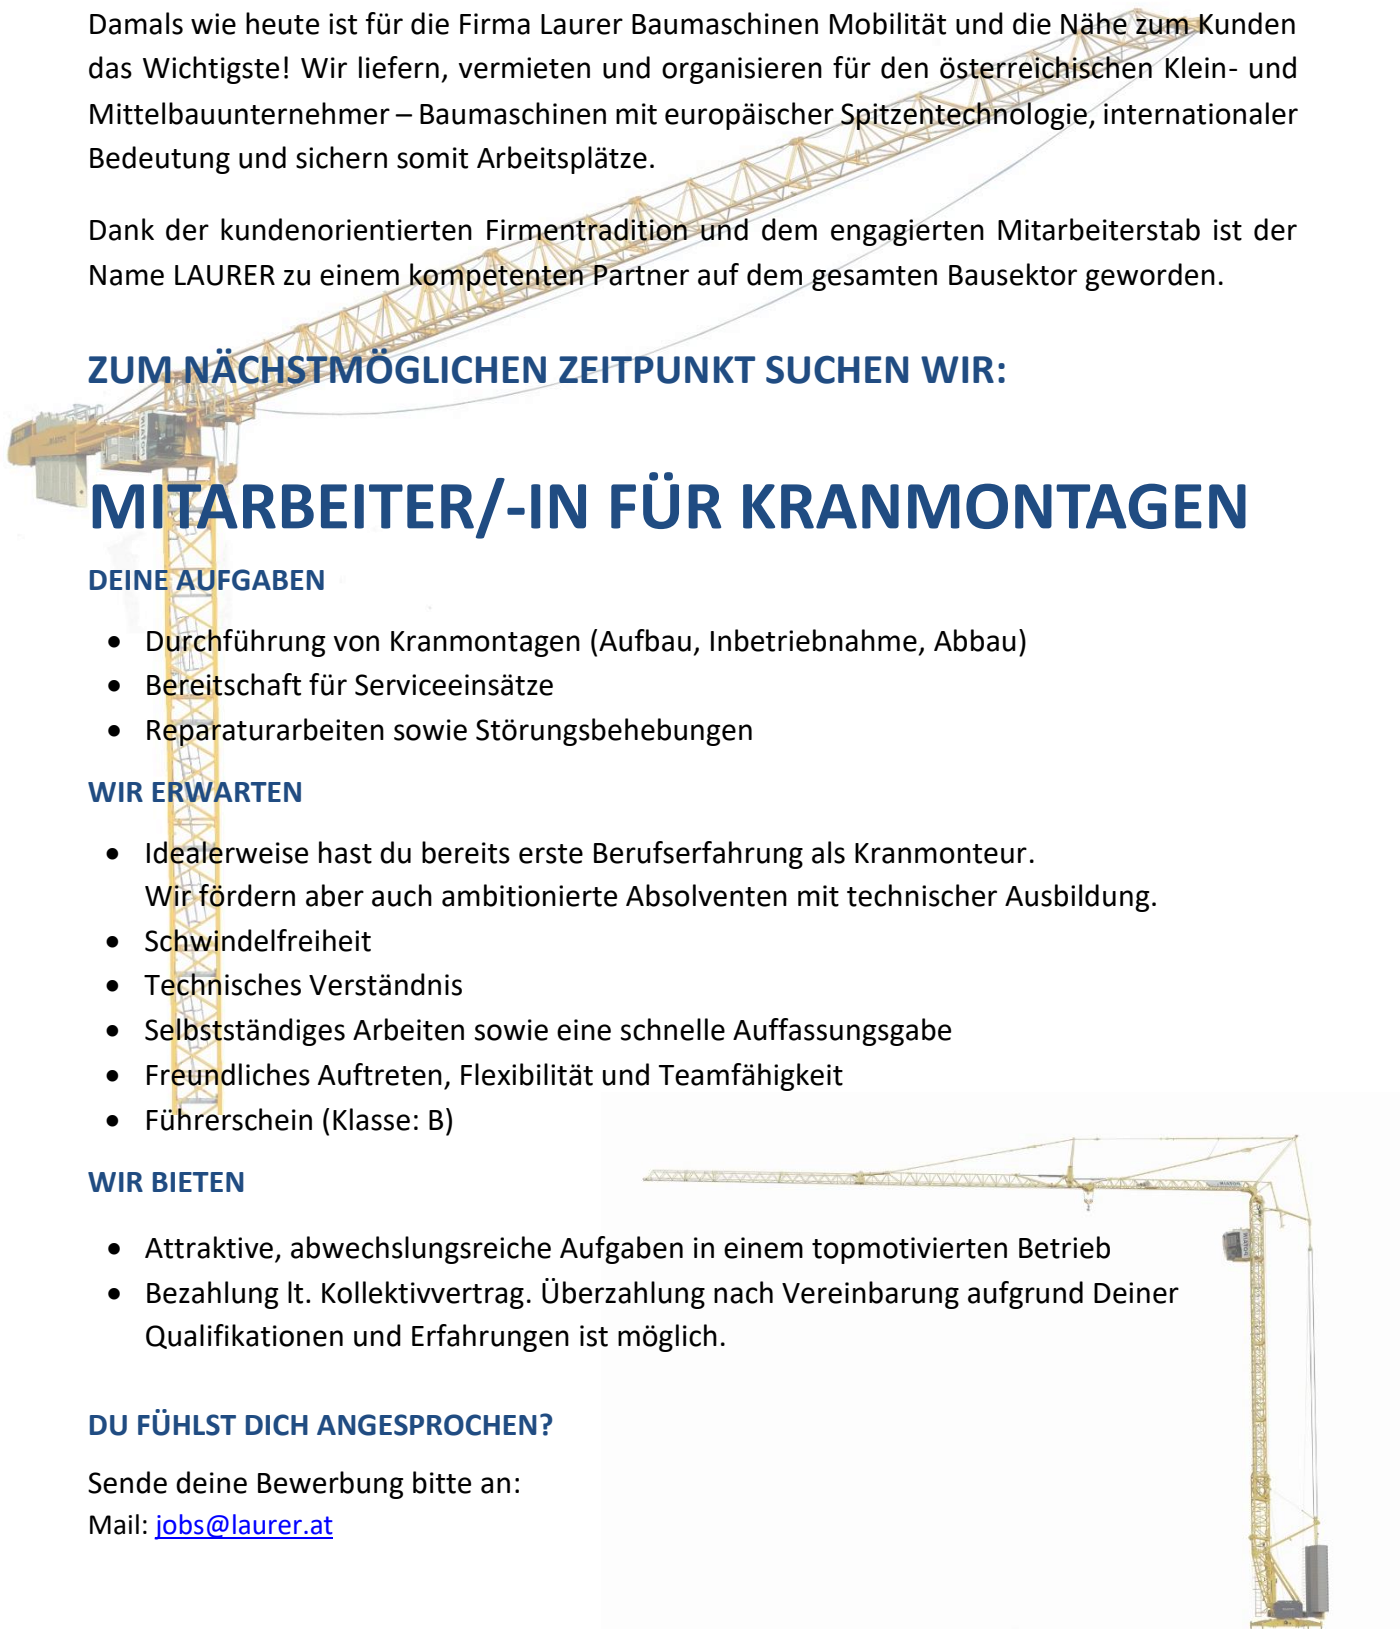 Damals wie heute ist für die Firma Laurer Baumaschinen Mobilität und die Nähe zum Kunden
das Wichtigste! Wir liefern, vermieten und organisieren für den österreichischen Klein- und
Mittelbauunternehmer – Baumaschinen mit europäischer Spitzentechnologie, internationaler
Bedeutung und sichern somit Arbeitsplätze.
Dank der kundenorientierten Firmentradition und dem engagierten Mitarbeiterstab ist der
Name LAURER zu einem kompetenten Partner auf dem gesamten Bausektor geworden.
ZUM NÄCHSTMÖGLICHEN ZEITPUNKT SUCHEN WIR:
MITARBEITER/-IN FÜR KRANMONTAGEN
DEINE AUFGABEN
• Durchführung von Kranmontagen (Aufbau, Inbetriebnahme, Abbau)
• Bereitschaft für Serviceeinsätze
• Reparaturarbeiten sowie Störungsbehebungen
WIR ERWARTEN
• Idealerweise hast du bereits erste Berufserfahrung als Kranmonteur.
Wir fördern aber auch ambitionierte Absolventen mit technischer Ausbildung.
• Schwindelfreiheit
• Technisches Verständnis
• Selbstständiges Arbeiten sowie eine schnelle Auffassungsgabe
• Freundliches Auftreten, Flexibilität und Teamfähigkeit
• Führerschein (Klasse: B)
WIR BIETEN
• Attraktive, abwechslungsreiche Aufgaben in einem topmotivierten Betrieb
• Bezahlung lt. Kollektivvertrag. Überzahlung nach Vereinbarung aufgrund Deiner
Qualifikationen und Erfahrungen ist möglich.
DU FÜHLST DICH ANGESPROCHEN?
Sende deine Bewerbung bitte an:
Mail: jobs@laurer.at